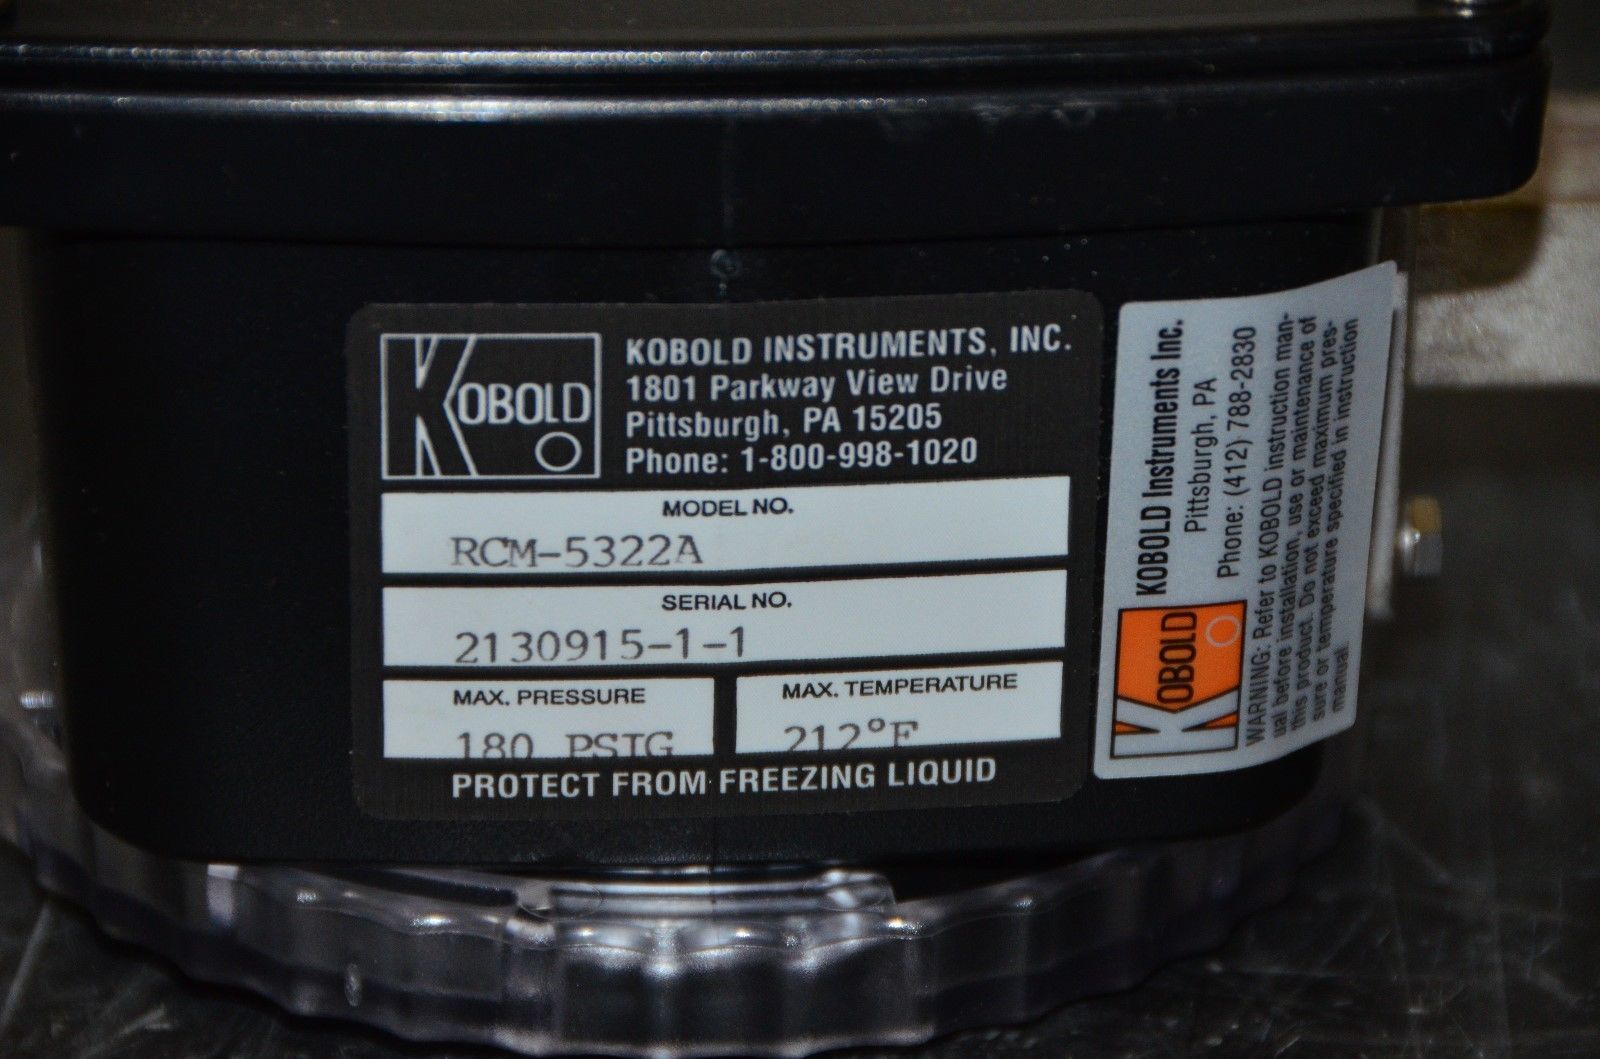 KOBOLD
KOBOLD INSTRUMENTS, INC.
1801 Parkway View Drive
Pittsburgh, PA 15205
Phone: 1-800-998-1020
MODEL NO.
RCM-5322A
SERIAL NO.
2130915-1-1
MAX. PRESSURE
180 PSIG
MAX. TEMPERATURE
212°F
PROTECT FROM FREEZING LIQUID
KOBOLD
KOBOLD Instruments Inc.
Pittsburgh, PA
Phone: (412) 788-2830
WARNING: Refer to KOBOLD instruction man-
ual before installation, use or maintenance of
this product. Do not exceed maximum pres-
sure or temperature specified in instruction
manual.